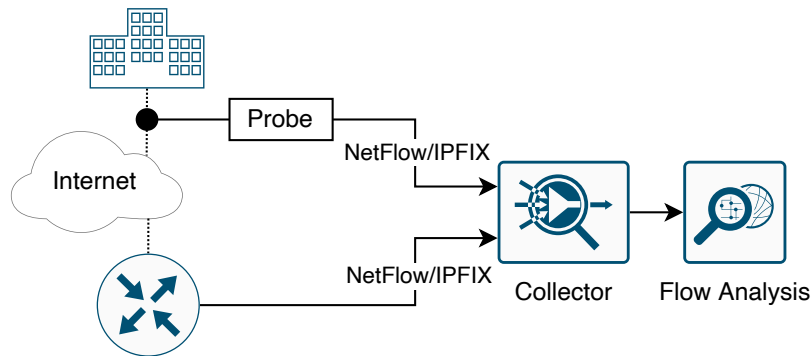 Probe
NetFlow/IPFIX
Internet
NetFlow/IPFIX
Collector
Flow Analysis